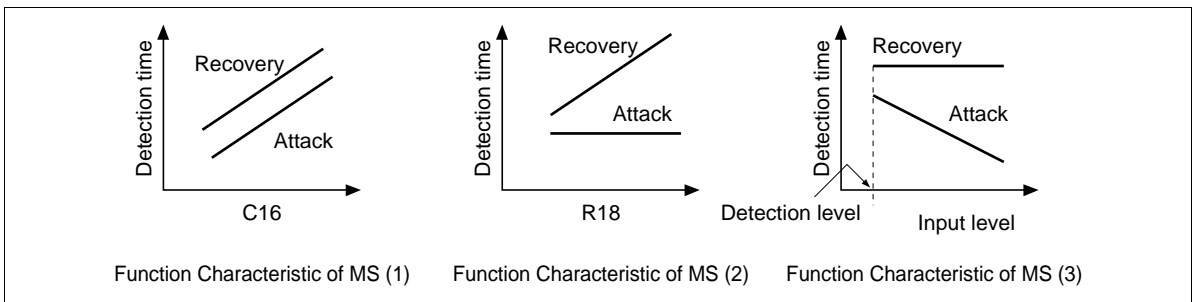 Detection time
Recovery
Attack
C16
Function Characteristic of MS (1)
Detection time
Recovery
Attack
R18
Function Characteristic of MS (2)
Detection time
Recovery
Attack
Detection level
Input level
Function Characteristic of MS (3)